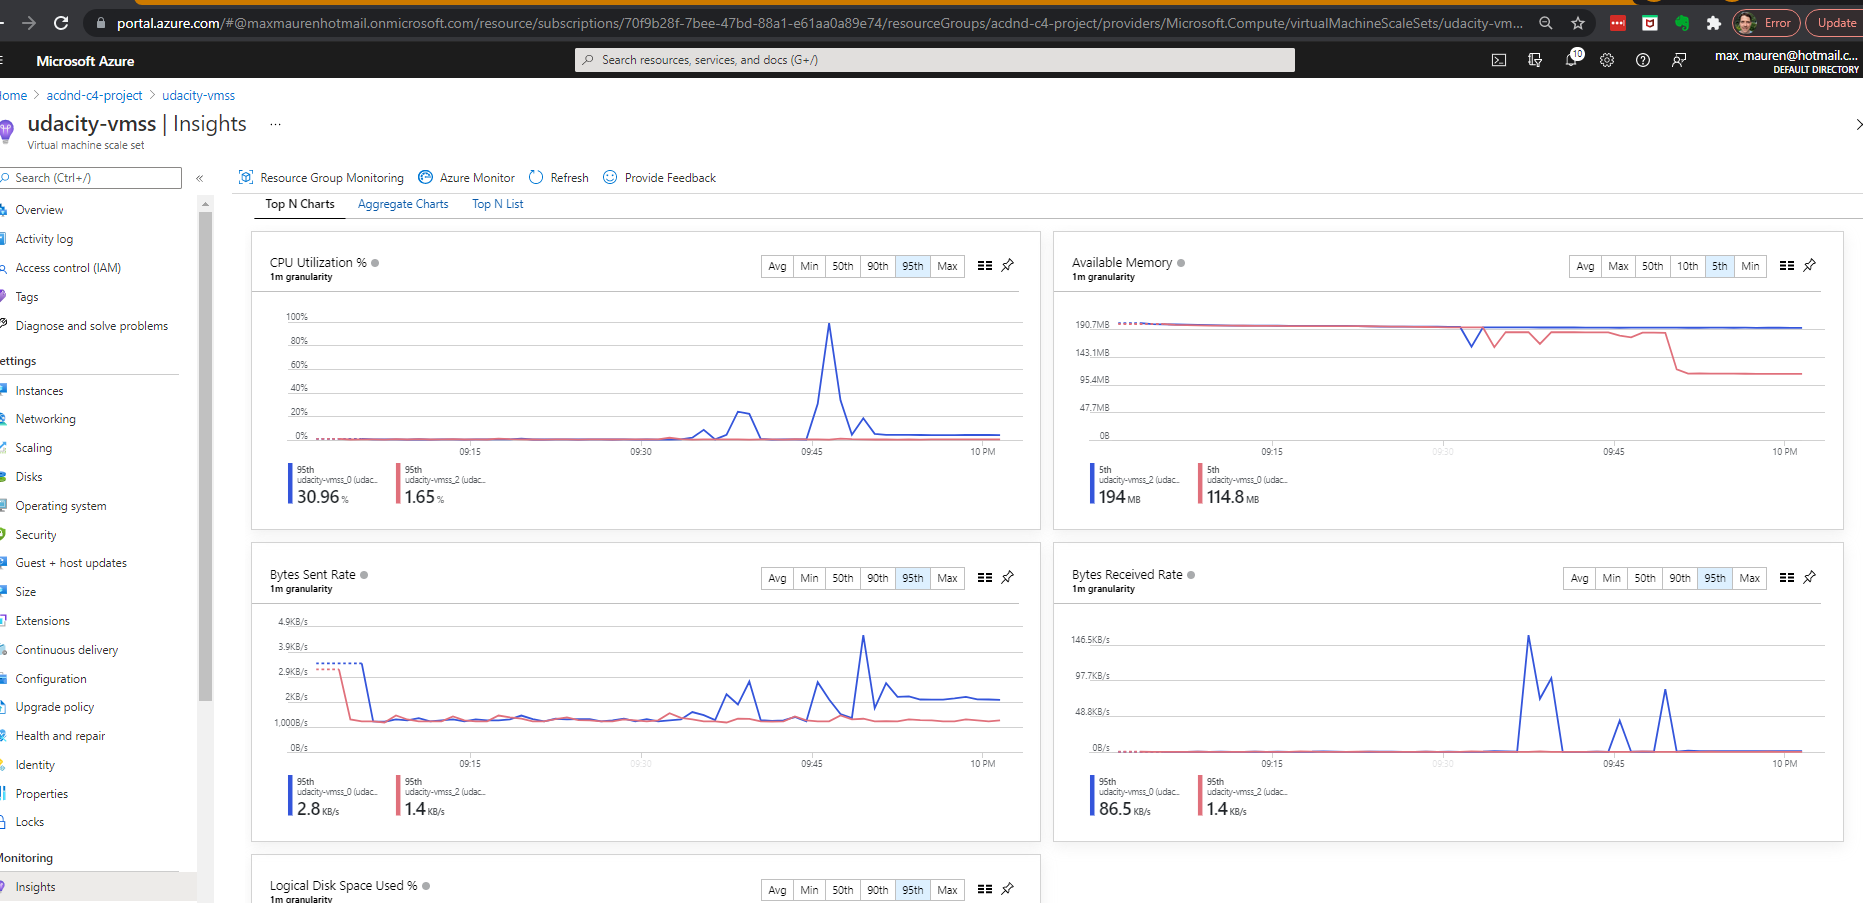 portal.azure.com/#@maxmaurenhotmail.onmicrosoft.com/resource/subscriptions/70f9b28f-7bee-47bd-88a1-e61aa0a89e74/resourceGroups/acdnd-c4-project/providers/Microsoft.Compute/virtualMachineScaleSets/udacity-vm...
Error
Update
Microsoft Azure
Search resources, services, and docs (G+/)
10
max_mauren@hotmail.c...
DEFAULT DIRECTORY
ome > acdnd-c4-project > udacity-vmss
udacity-vmss | Insights ...
Virtual machine scale set
Search (Ctrl+/)
«
Overview
Activity log
Access control (IAM)
Tags
Diagnose and solve problems
ettings
Instances
Networking
Scaling
Disks
Operating system
Security
Guest + host updates
Size
Extensions
Continuous delivery
Configuration
Upgrade policy
Health and repair
Identity
Properties
Locks
Monitoring
Insights
Resource Group Monitoring
Azure Monitor
Refresh
Provide Feedback
Top N Charts
Aggregate Charts
Top N List
CPU Utilization %
1m granularity
Avg Min 50th 90th 95th Max
100%
80%
60%
40%
20%
0%
09:15 09:30 09:45 10 PM
95th
udacity-vmss_0 (udac...
30.96 %
95th
udacity-vmss_2 (udac...
1.65 %
Available Memory
1m granularity
Avg Max 50th 10th 5th Min
190.7MB
143.1MB
95.4MB
47.7MB
0B
09:15 09:30 09:45 10 PM
5th
udacity-vmss_2 (udac...
194 MB
5th
udacity-vmss_0 (udac...
114.8 MB
Bytes Sent Rate
1m granularity
Avg Min 50th 90th 95th Max
4.9KB/s
3.9KB/s
2.9KB/s
2KB/s
1,000B/s
0B/s
09:15 09:30 09:45 10 PM
95th
udacity-vmss_0 (udac...
2.8 KB/s
95th
udacity-vmss_2 (udac...
1.4 KB/s
Bytes Received Rate
1m granularity
Avg Min 50th 90th 95th Max
146.5KB/s
97.7KB/s
48.8KB/s
0B/s
09:15 09:30 09:45 10 PM
95th
udacity-vmss_0 (udac...
86.5 KB/s
95th
udacity-vmss_2 (udac...
1.4 KB/s
Logical Disk Space Used %
1m granularity
Avg Min 50th 90th 95th Max